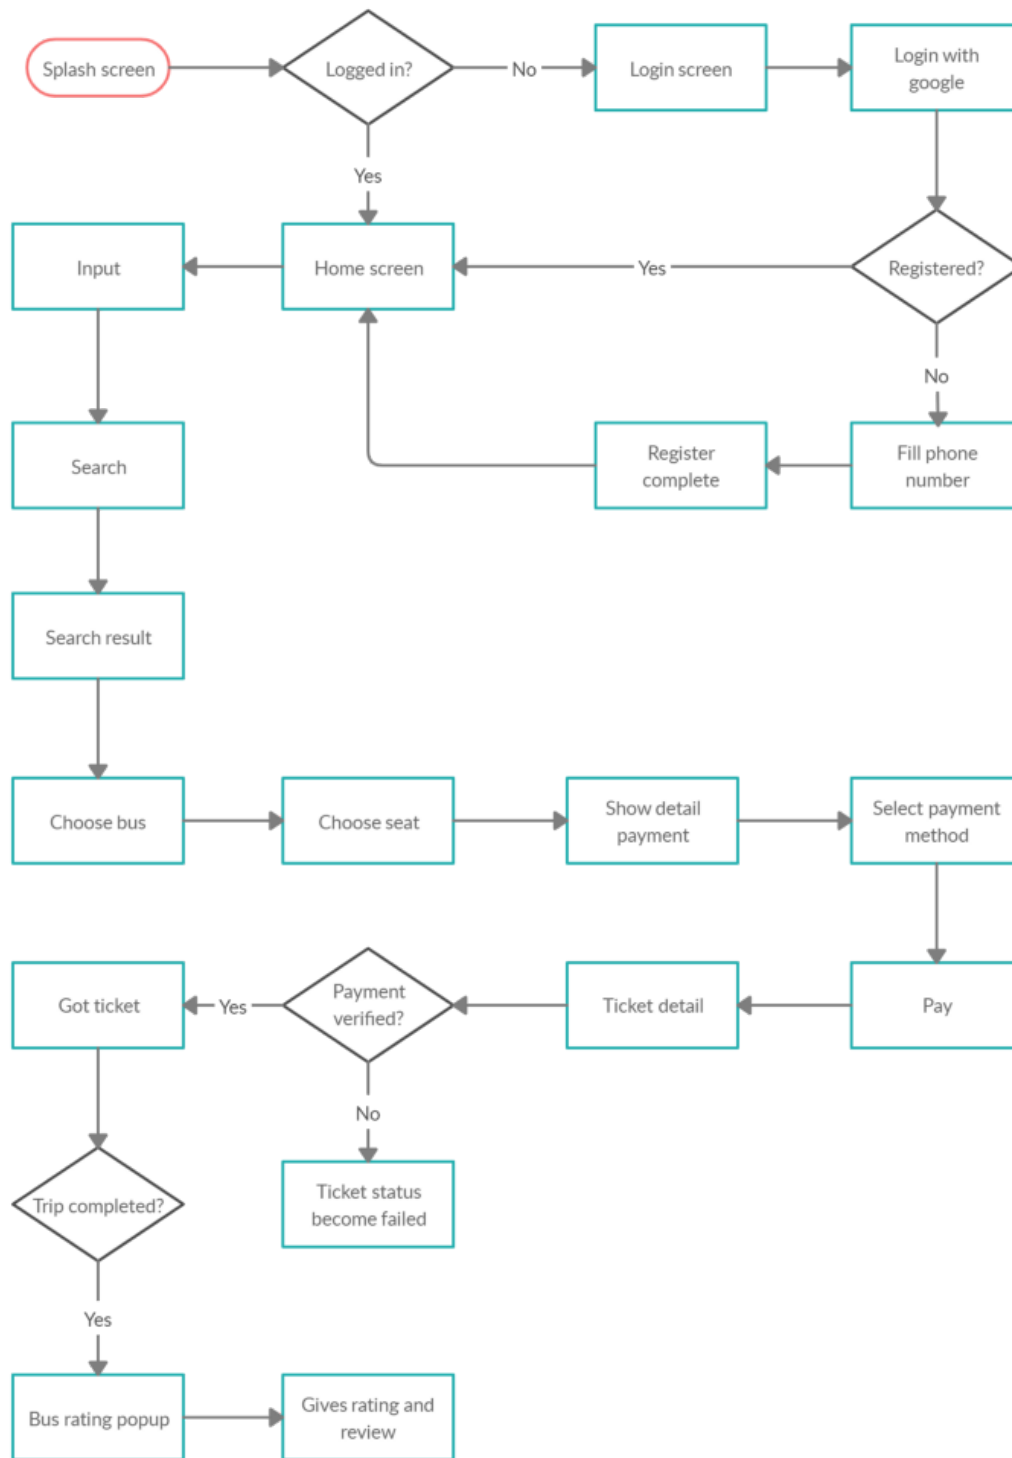 Splash screen
Logged in?
No
Login screen
Login with
google
Yes
Input
Home screen
Yes
Registered?
No
Search
Register
complete
Fill phone
number
Search result
Choose bus
Choose seat
Show detail
payment
Select payment
method
Got ticket
Yes
Payment
verified?
Ticket detail
Pay
No
Trip completed?
Ticket status
become failed
Yes
Bus rating popup
Gives rating and
review